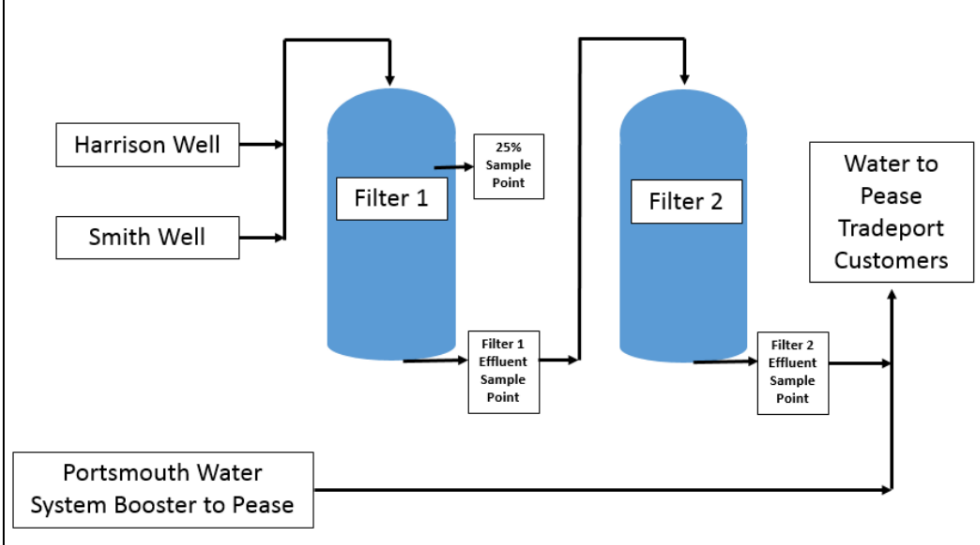 Harrison Well
Smith Well
Filter 1
25%
Sample
Point
Filter 1
Effluent
Sample
Point
Filter 2
Filter 2
Effluent
Sample
Point
Water to
Pease
Tradeport
Customers
Portsmouth Water
System Booster to Pease